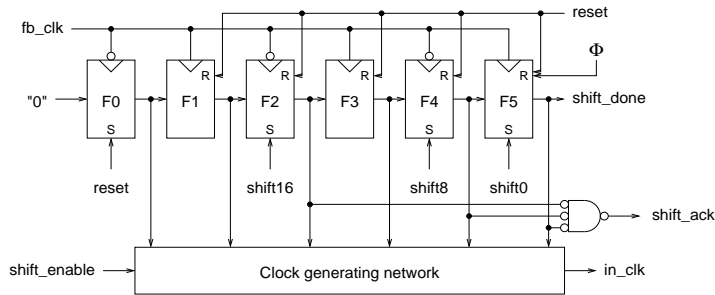 reset
fb_clk
Φ
R R R R R
"0" F0 F1 F2 F3 F4 F5 shift_done
S S S S
reset shift16 shift8 shift0
shift_ack
shift_enable Clock generating network in_clk